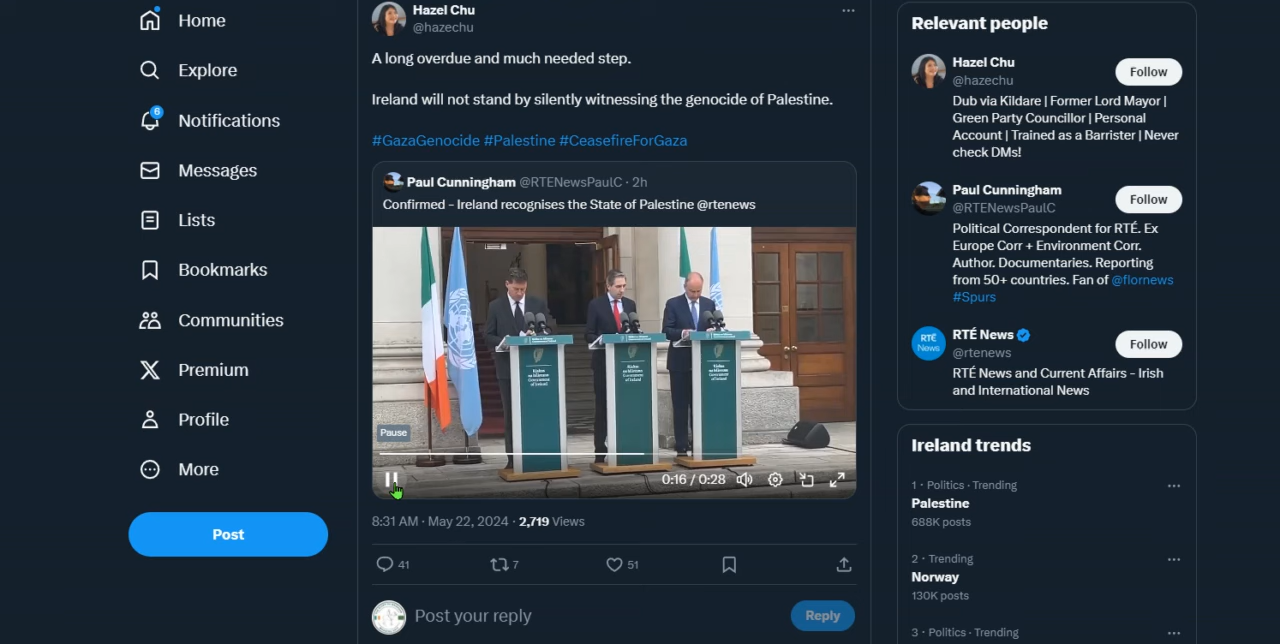 Home
Explore
6
Notifications
Messages
Lists
Bookmarks
Communities
Premium
Profile
More
Post
Hazel Chu
@hazechu
A long overdue and much needed step.
Ireland will not stand by silently witnessing the genocide of Palestine.
#GazaGenocide #Palestine #CeasefireForGaza
Paul Cunningham @RTENewsPaulC · 2h
Confirmed - Ireland recognises the State of Palestine @rtenews
Pause
0:16 / 0:28
8:31 AM · May 22, 2024 · 2,719 Views
41
7
51
Post your reply
Reply
Relevant people
Hazel Chu
@hazechu
Follow
Dub via Kildare | Former Lord Mayor |
Green Party Councillor | Personal
Account | Trained as a Barrister | Never
check DMs!
Paul Cunningham
@RTENewsPaulC
Follow
Political Correspondent for RTÉ. Ex
Europe Corr + Environment Corr.
Author. Documentaries. Reporting
from 50+ countries. Fan of @flornews
#Spurs
RTÉ
News
RTÉ News
@rtenews
Follow
RTÉ News and Current Affairs - Irish
and International News
Ireland trends
1 · Politics · Trending
Palestine
688K posts
2 · Trending
Norway
130K posts
3 · Politics · Trending